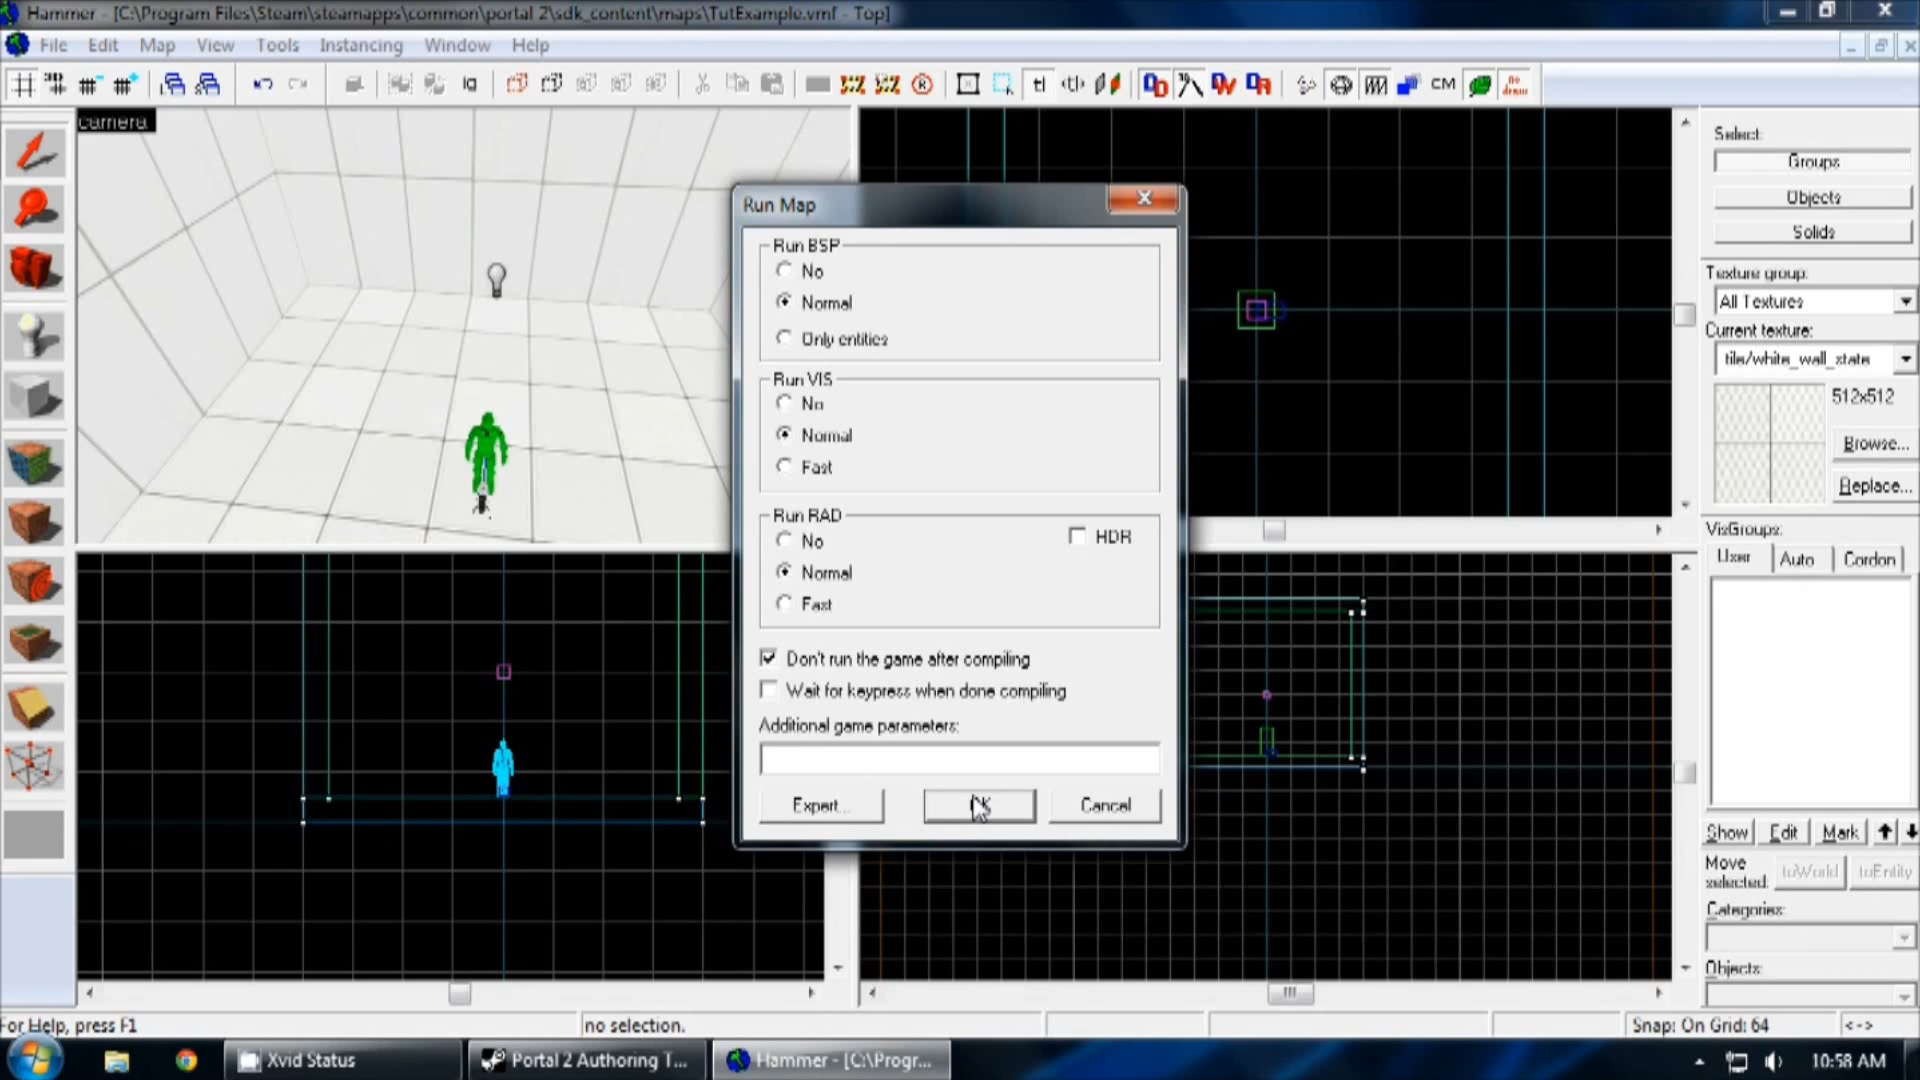 Hammer - [C:\Program Files\Steam\steamapps\common\portal 2\sdk_content\maps\TutExample.vmf - Top]
File Edit Map View Tools Instancing Window Help
CM
camera
Run Map
Run BSP
No
Normal
Only entities
Run VIS
No
Normal
Fast
Run RAD
No
HDR
Normal
Fast
Don't run the game after compiling
Wait for keypress when done compiling
Additional game parameters:
Expert...
Cancel
Select:
Groups
Objects
Solids
Texture group:
All Textures
Current texture:
tile/white_wall_state
512x512
Browse...
Replace...
VisGroups:
User Auto Cordon
Show Edit Mark
Move selected:
toWorld toEntity
Categories:
Objects:
For Help, press F1
no selection.
Snap: On Grid: 64
<->
Xvid Status
Portal 2 Authoring T...
Hammer - [C:\Progr...
10:58 AM